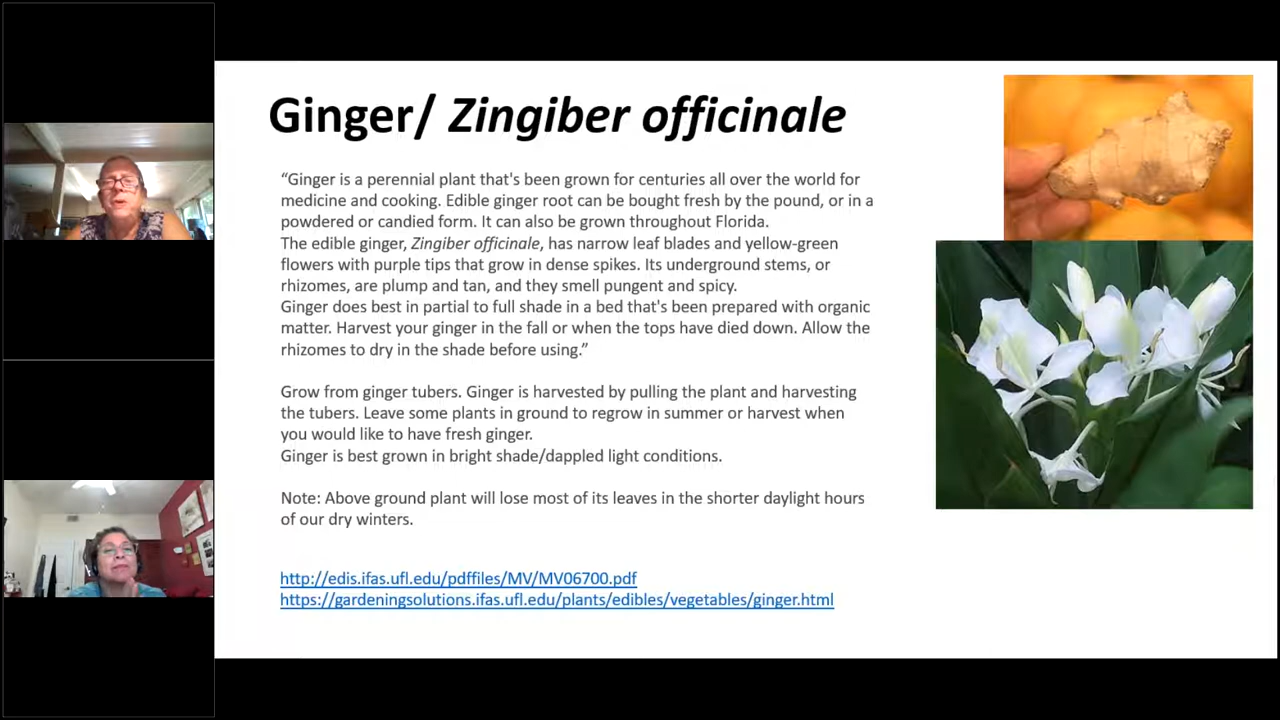 Ginger/ Zingiber officinale
“Ginger is a perennial plant that's been grown for centuries all over the world for
medicine and cooking. Edible ginger root can be bought fresh by the pound, or in a
powdered or candied form. It can also be grown throughout Florida.
The edible ginger, Zingiber officinale, has narrow leaf blades and yellow-green
flowers with purple tips that grow in dense spikes. Its underground stems, or
rhizomes, are plump and tan, and they smell pungent and spicy.
Ginger does best in partial to full shade in a bed that's been prepared with organic
matter. Harvest your ginger in the fall or when the tops have died down. Allow the
rhizomes to dry in the shade before using.”
Grow from ginger tubers. Ginger is harvested by pulling the plant and harvesting
the tubers. Leave some plants in ground to regrow in summer or harvest when
you would like to have fresh ginger.
Ginger is best grown in bright shade/dappled light conditions.
Note: Above ground plant will lose most of its leaves in the shorter daylight hours
of our dry winters.
http://edis.ifas.ufl.edu/pdffiles/MV/MV06700.pdf
https://gardeningsolutions.ifas.ufl.edu/plants/edibles/vegetables/ginger.html